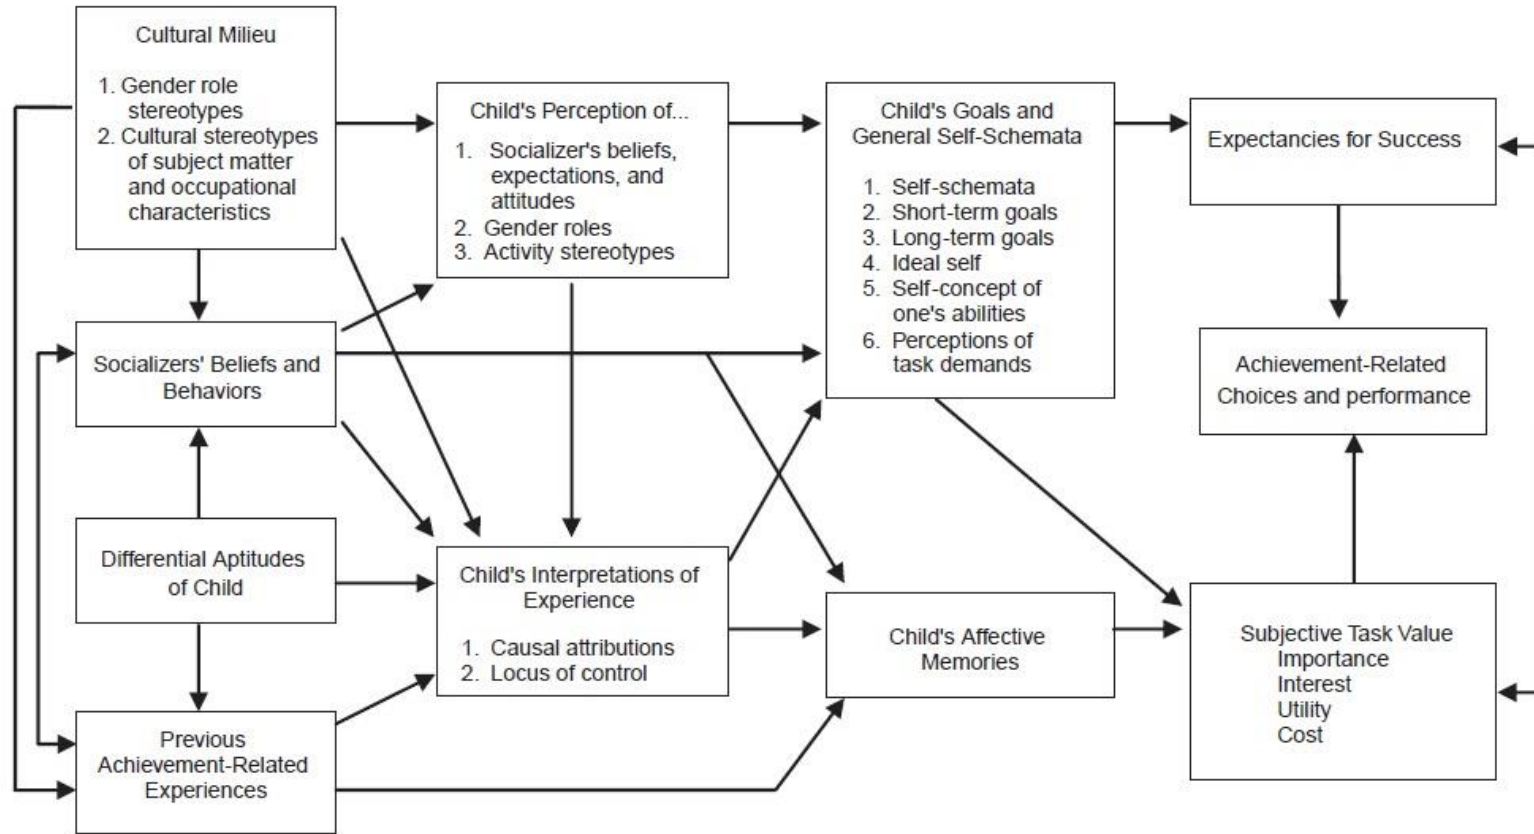 Cultural Milieu
1. Gender role
stereotypes
2. Cultural stereotypes
of subject matter
and occupational
characteristics
Socializers' Beliefs and
Behaviors
Differential Aptitudes
of Child
Previous
Achievement-Related
Experiences
Child's Perception of...
1. Socializer's beliefs,
expectations, and
attitudes
2. Gender roles
3. Activity stereotypes
Child's Interpretations of
Experience
1. Causal attributions
2. Locus of control
Child's Goals and
General Self-Schemata
1. Self-schemata
2. Short-term goals
3. Long-term goals
4. Ideal self
5. Self-concept of
one's abilities
6. Perceptions of
task demands
Child's Affective
Memories
Expectancies for Success
Achievement-Related
Choices and performance
Subjective Task Value
Importance
Interest
Utility
Cost